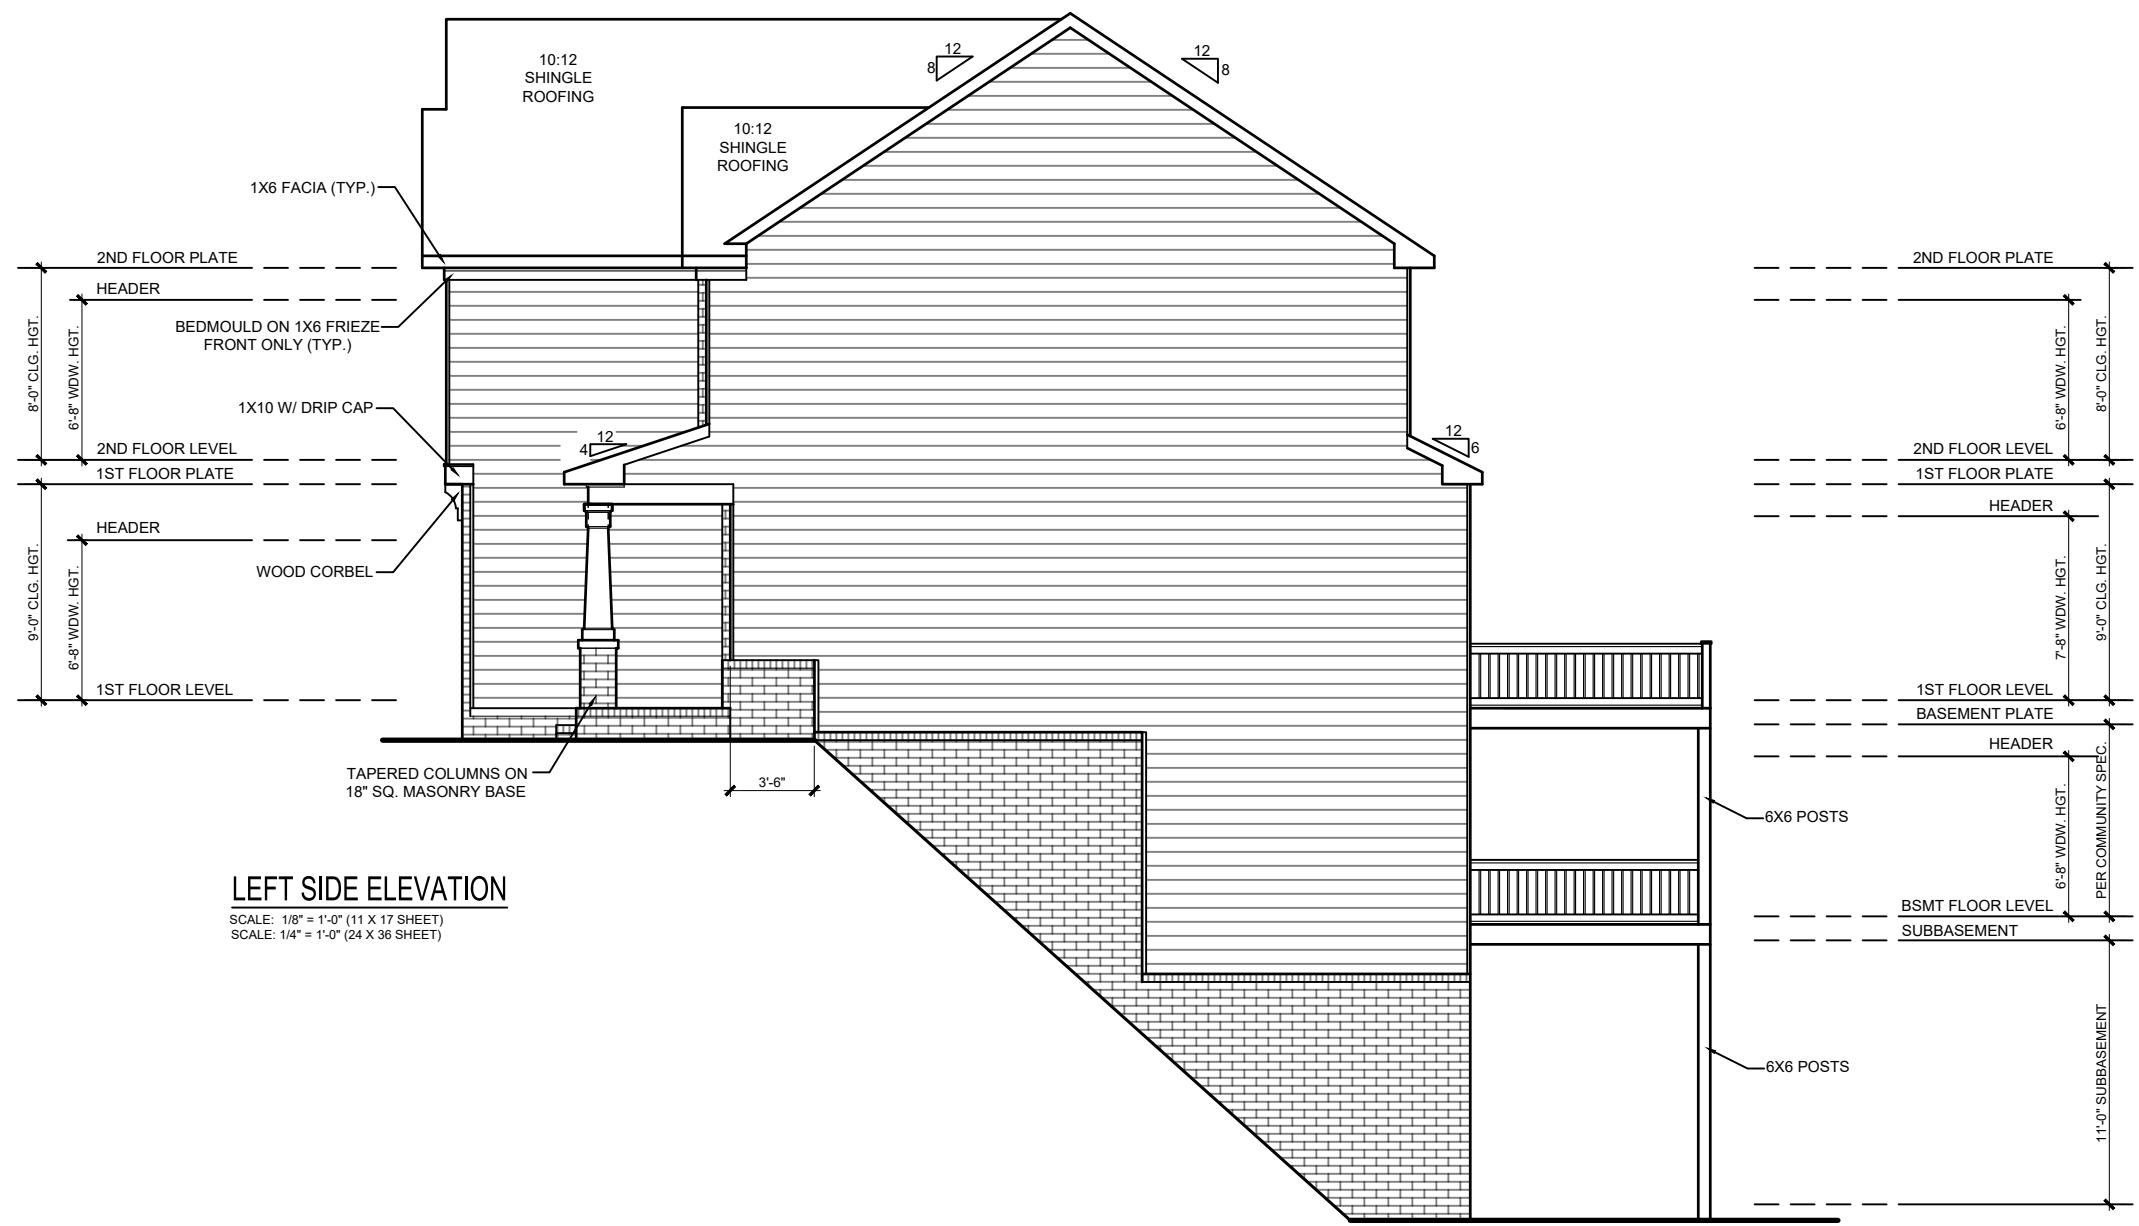 12
8
12
8
10:12
SHINGLE
ROOFING
10:12
SHINGLE
ROOFING
1X6 FACIA (TYP.)
2ND FLOOR PLATE
HEADER
BEDMOULD ON 1X6 FRIEZE
FRONT ONLY (TYP.)
8'-0" CLG. HGT.
6'-8" WDW. HGT.
1X10 W/ DRIP CAP
2ND FLOOR LEVEL
1ST FLOOR PLATE
12
4
HEADER
WOOD CORBEL
9'-0" CLG. HGT.
6'-8" WDW. HGT.
1ST FLOOR LEVEL
TAPERED COLUMNS ON
18" SQ. MASONRY BASE
3'-6"
LEFT SIDE ELEVATION
SCALE: 1/8" = 1'-0" (11 X 17 SHEET)
SCALE: 1/4" = 1'-0" (24 X 36 SHEET)
2ND FLOOR PLATE
6'-8" WDW. HGT.
8'-0" CLG. HGT.
12
6
2ND FLOOR LEVEL
1ST FLOOR PLATE
HEADER
7'-8" WDW. HGT.
9'-0" CLG. HGT.
1ST FLOOR LEVEL
BASEMENT PLATE
HEADER
6X6 POSTS
6'-8" WDW. HGT.
PER COMMUNITY SPEC.
BSMT FLOOR LEVEL
SUBBASEMENT
6X6 POSTS
11'-0" SUBBASEMENT